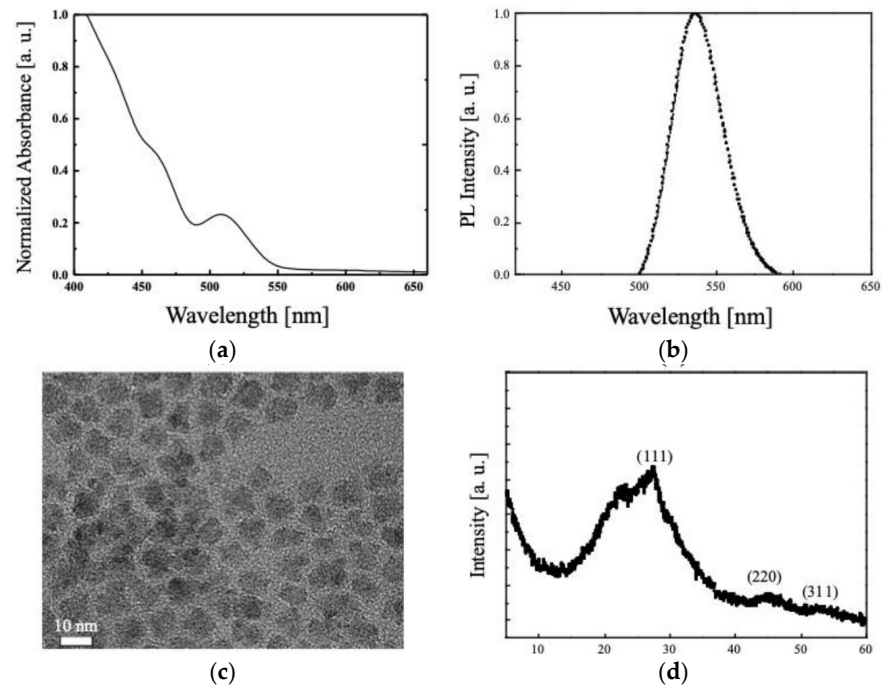 Normalized Absorbance [a. u.]
1.0
0.8
0.6
0.4
0.2
0.0
400 450 500 550 600 650
Wavelength [nm]
(a)
PL Intensity [a. u.]
1.0
0.8
0.6
0.4
0.2
0.0
450 500 550 600 650
Wavelength [nm]
(b)
10 nm
(c)
Intensity [a. u.]
(111)
(220)
(311)
10 20 30 40 50 60
(d)